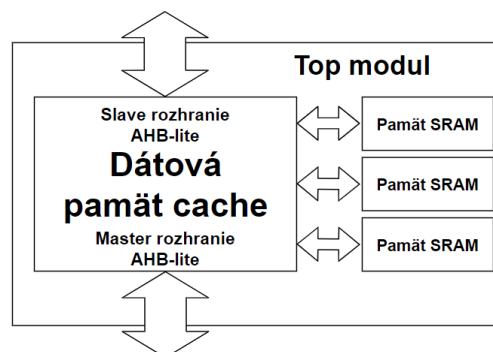 Top modul
Slave rozhranie
AHB-lite
Dátová
pamät cache
Master rozhranie
AHB-lite
Pamät SRAM
Pamät SRAM
Pamät SRAM